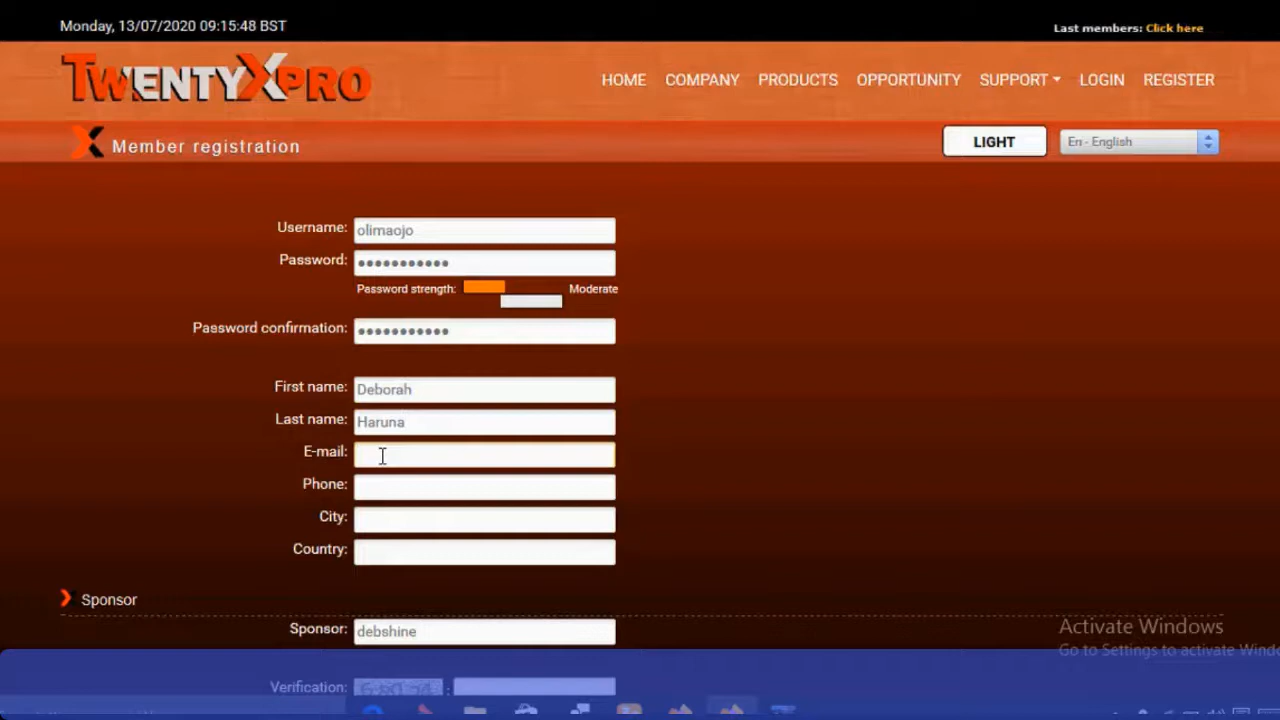 Monday, 13/07/2020 09:15:48 BST
Last members: Click here
TWENTYXPRO
HOME COMPANY PRODUCTS OPPORTUNITY SUPPORT LOGIN REGISTER
Member registration
LIGHT
En - English
Username: olimaojo
Password: •••••••••••
Password strength: Moderate
Password confirmation: •••••••••••
First name: Deborah
Last name: Haruna
E-mail:
Phone:
City:
Country:
Sponsor
Sponsor: debshine
Activate Windows
Go to Settings to activate Windo
Verification: :